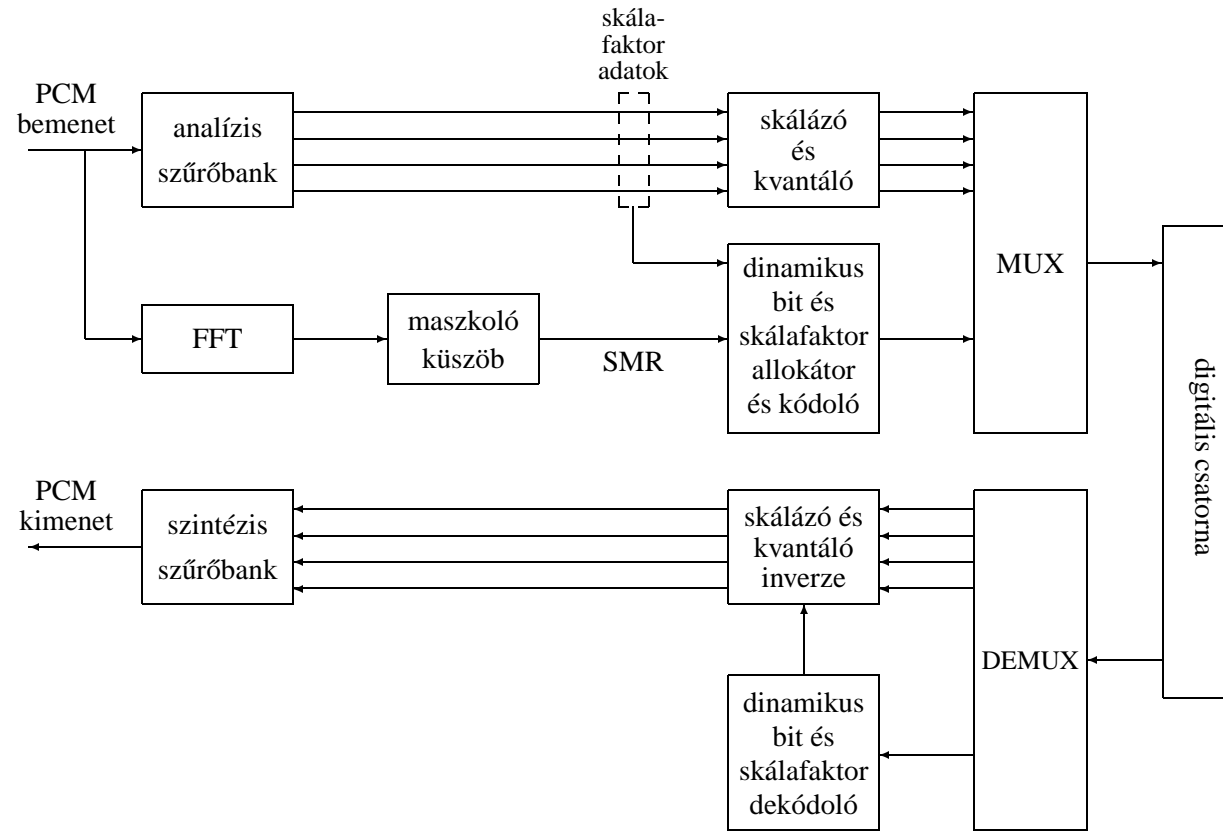 skála-
faktor
adatok
PCM
bemenet
analízis
szűrőbank
skálázó
és
kvantáló
MUX
FFT
maszkoló
küszöb
SMR
dinamikus
bit és
skálafaktor
allokátor
és kódoló
digitális csatorna
PCM
kimenet
szintézis
szűrőbank
skálázó és
kvantáló
inverze
DEMUX
dinamikus
bit és
skálafaktor
dekódoló